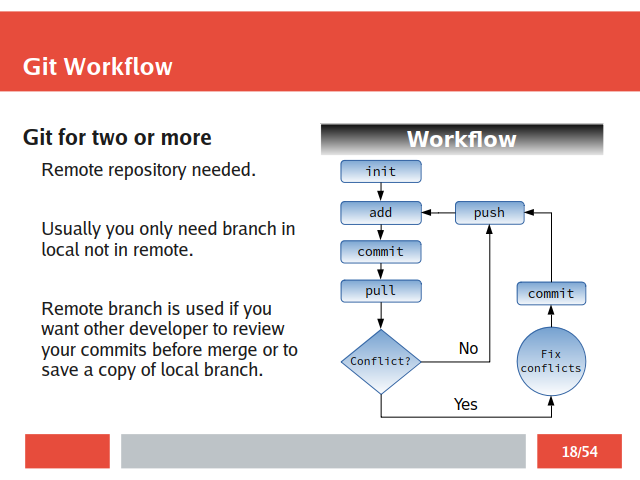 Git Workflow
Git for two or more
Remote repository needed.
Usually you only need branch in
local not in remote.
Remote branch is used if you
want other developer to review
your commits before merge or to
save a copy of local branch.
Workflow
init
add
push
commit
pull
commit
Conflict?
No
Fix
conflicts
Yes
18/54